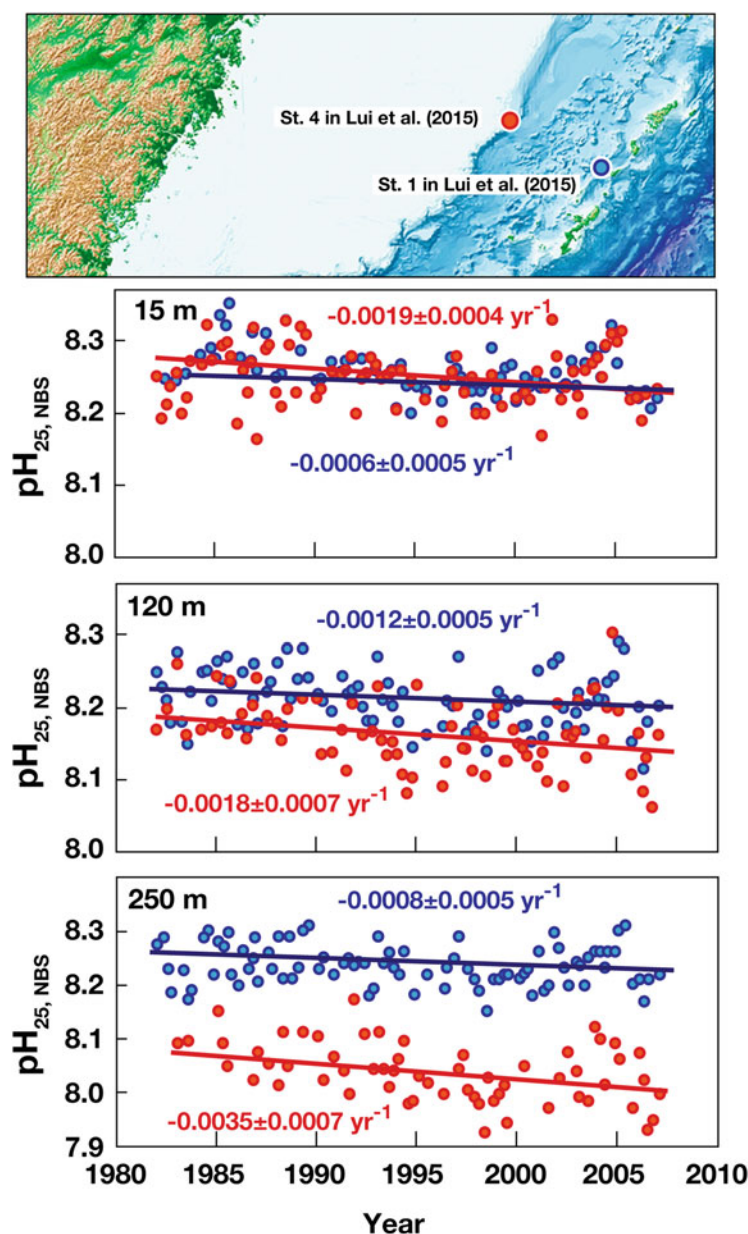 St. 4 in Lui et al. (2015)
St. 1 in Lui et al. (2015)
15 m
-0.0019±0.0004 yr-1
-0.0006±0.0005 yr-1
pH25, NBS
8.3
8.2
8.1
8.0
120 m
-0.0012±0.0005 yr-1
-0.0018±0.0007 yr-1
pH25, NBS
8.3
8.2
8.1
8.0
250 m
-0.0008±0.0005 yr-1
-0.0035±0.0007 yr-1
pH25, NBS
8.3
8.2
8.1
8.0
7.9
1980 1985 1990 1995 2000 2005 2010
Year